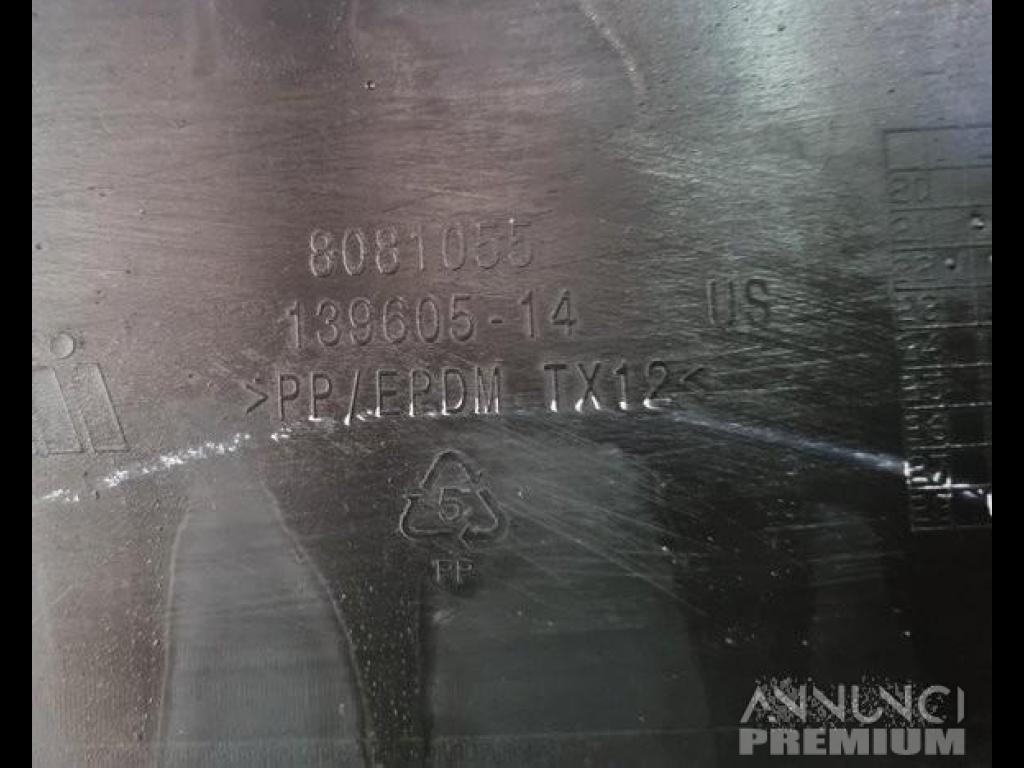 8081055
139605-14 US
>PP/EPDM TX12<
5
PP
ANNUNCI
PREMIUM